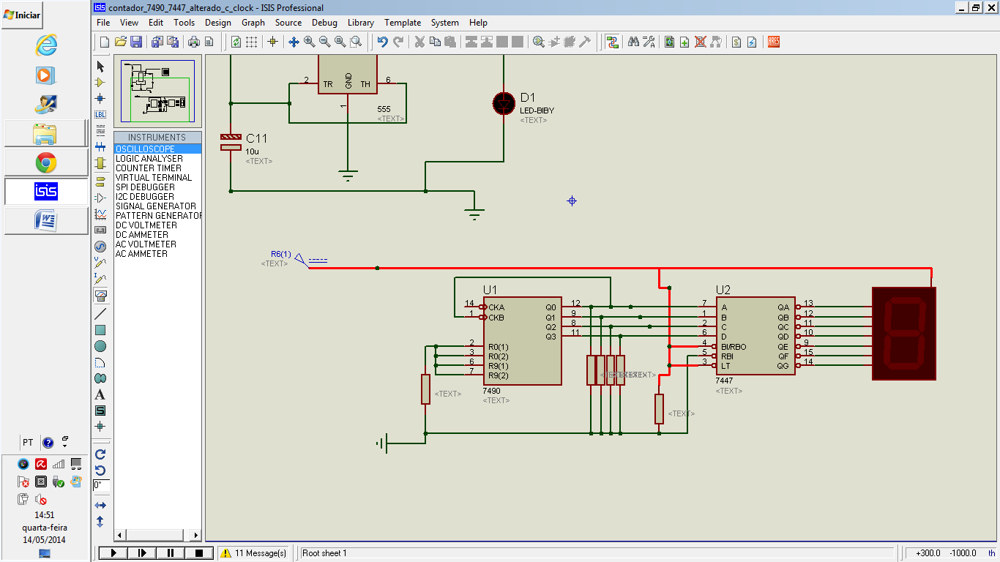 Iniciar
contador_7490_7447_alterado_c_clock - ISIS Professional
File View Edit Tools Design Graph Source Debug Library Template System Help
LBL
ARES
INSTRUMENTS
OSCILLOSCOPE
LOGIC ANALYSER
COUNTER TIMER
VIRTUAL TERMINAL
SPI DEBUGGER
I2C DEBUGGER
SIGNAL GENERATOR
PATTERN GENERATOR
DC VOLTMETER
DC AMMETER
AC VOLTMETER
AC AMMETER
isis
A
S
V
I
0°
2 TR GND TH 6
1
555
<TEXT>
D1
LED-BIBY
<TEXT>
C11
10u
<TEXT>
R6(1)
<TEXT>
U1
14 CKA Q0 12
1 CKB Q1 9
Q2 8
Q3 11
2 R0(1)
3 R0(2)
6 R9(1)
7 R9(2)
7490
<TEXT>
<TEXT>
<TEXT>
U2
7 A QA 13
1 B QB 12
2 C QC 11
6 D QD 10
4 BI/RBO QE 9
5 RBI QF 15
3 LT QG 14
7447
<TEXT>
PT
14:51
quarta-feira
14/05/2014
11 Message(s)
Root sheet 1
+300.0 -1000.0 th